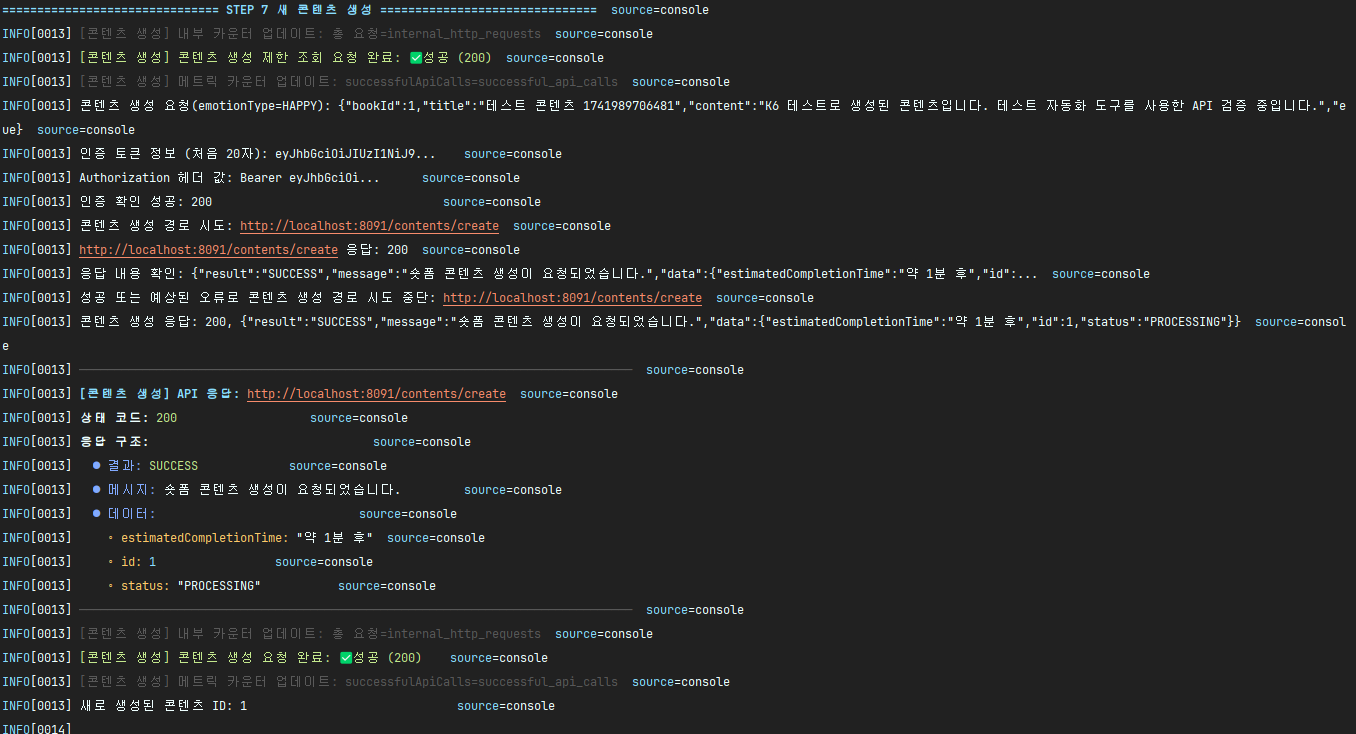 =============================== STEP 7 새 콘텐츠 생성 =============================== source=console
INFO[0013] [콘텐츠 생성] 내부 카운터 업데이트: 총 요청=internal_http_requests source=console
INFO[0013] [콘텐츠 생성] 콘텐츠 생성 제한 조회 요청 완료: ✅성공 (200) source=console
INFO[0013] [콘텐츠 생성] 메트릭 카운터 업데이트: successfulApiCalls=successful_api_calls source=console
INFO[0013] 콘텐츠 생성 요청(emotionType=HAPPY): {"bookId":1,"title":"테스트 콘텐츠 1741989706481","content":"K6 테스트로 생성된 콘텐츠입니다. 테스트 자동화 도구를 사용한 API 검증 중입니다.","e
ue} source=console
INFO[0013] 인증 토큰 정보 (처음 20자): eyJhbGciOiJIUzI1NiJ9... source=console
INFO[0013] Authorization 헤더 값: Bearer eyJhbGciOi... source=console
INFO[0013] 인증 확인 성공: 200 source=console
INFO[0013] 콘텐츠 생성 경로 시도: http://localhost:8091/contents/create source=console
INFO[0013] http://localhost:8091/contents/create 응답: 200 source=console
INFO[0013] 응답 내용 확인: {"result":"SUCCESS","message":"숏폼 콘텐츠 생성이 요청되었습니다.","data":{"estimatedCompletionTime":"약 1분 후","id":... source=console
INFO[0013] 성공 또는 예상된 오류로 콘텐츠 생성 경로 시도 중단: http://localhost:8091/contents/create source=console
INFO[0013] 콘텐츠 생성 응답: 200, {"result":"SUCCESS","message":"숏폼 콘텐츠 생성이 요청되었습니다.","data":{"estimatedCompletionTime":"약 1분 후","id":1,"status":"PROCESSING"}} source=consol
e
INFO[0013] ─────────────────────────────────────── source=console
INFO[0013] [콘텐츠 생성] API 응답: http://localhost:8091/contents/create source=console
INFO[0013] 상태 코드: 200 source=console
INFO[0013] 응답 구조: source=console
INFO[0013] ● 결과: SUCCESS source=console
INFO[0013] ● 메시지: 숏폼 콘텐츠 생성이 요청되었습니다. source=console
INFO[0013] ● 데이터: source=console
INFO[0013] ◦ estimatedCompletionTime: "약 1분 후" source=console
INFO[0013] ◦ id: 1 source=console
INFO[0013] ◦ status: "PROCESSING" source=console
INFO[0013] ─────────────────────────────────────── source=console
INFO[0013] [콘텐츠 생성] 내부 카운터 업데이트: 총 요청=internal_http_requests source=console
INFO[0013] [콘텐츠 생성] 콘텐츠 생성 요청 완료: ✅성공 (200) source=console
INFO[0013] [콘텐츠 생성] 메트릭 카운터 업데이트: successfulApiCalls=successful_api_calls source=console
INFO[0013] 새로 생성된 콘텐츠 ID: 1 source=console
INFO[0014]